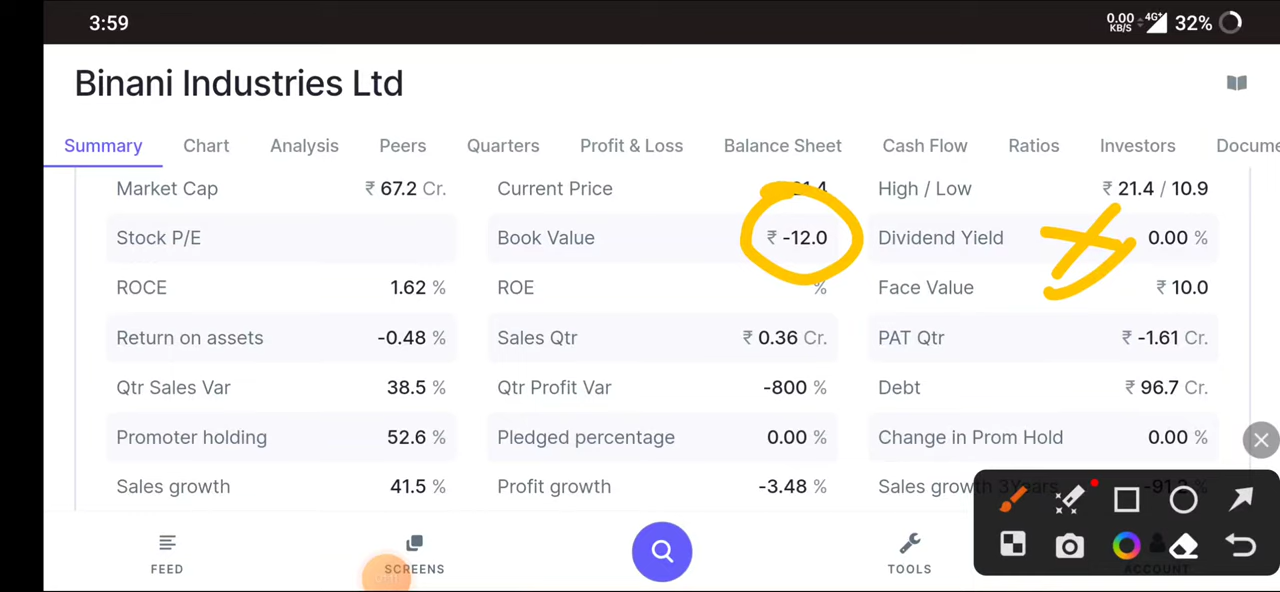 3:59 0.00 KB/S 4G+ 32%
Binani Industries Ltd
Summary Chart Analysis Peers Quarters Profit & Loss Balance Sheet Cash Flow Ratios Investors Docume
Market Cap ₹ 67.2 Cr. Current Price High / Low ₹ 21.4 / 10.9
Stock P/E Book Value ₹ -12.0 Dividend Yield 0.00 %
ROCE 1.62 % ROE % Face Value ₹ 10.0
Return on assets -0.48 % Sales Qtr ₹ 0.36 Cr. PAT Qtr ₹ -1.61 Cr.
Qtr Sales Var 38.5 % Qtr Profit Var -800 % Debt ₹ 96.7 Cr.
Promoter holding 52.6 % Pledged percentage 0.00 % Change in Prom Hold 0.00 %
Sales growth 41.5 % Profit growth -3.48 % Sales growth 3Years
FEED SCREENS TOOLS ACCOUNT